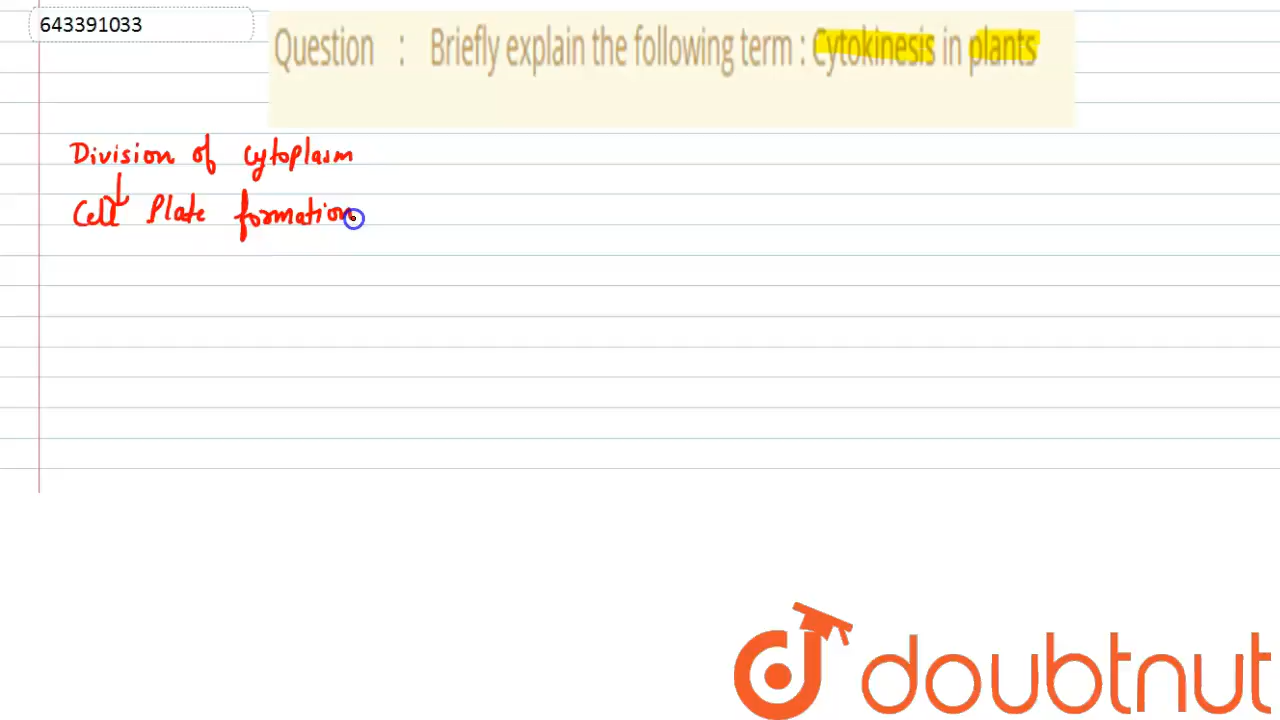 643391033
Question : Briefly explain the following term : Cytokinesis in plants
Division of cytoplasm
Cell Plate formation
doubtnut